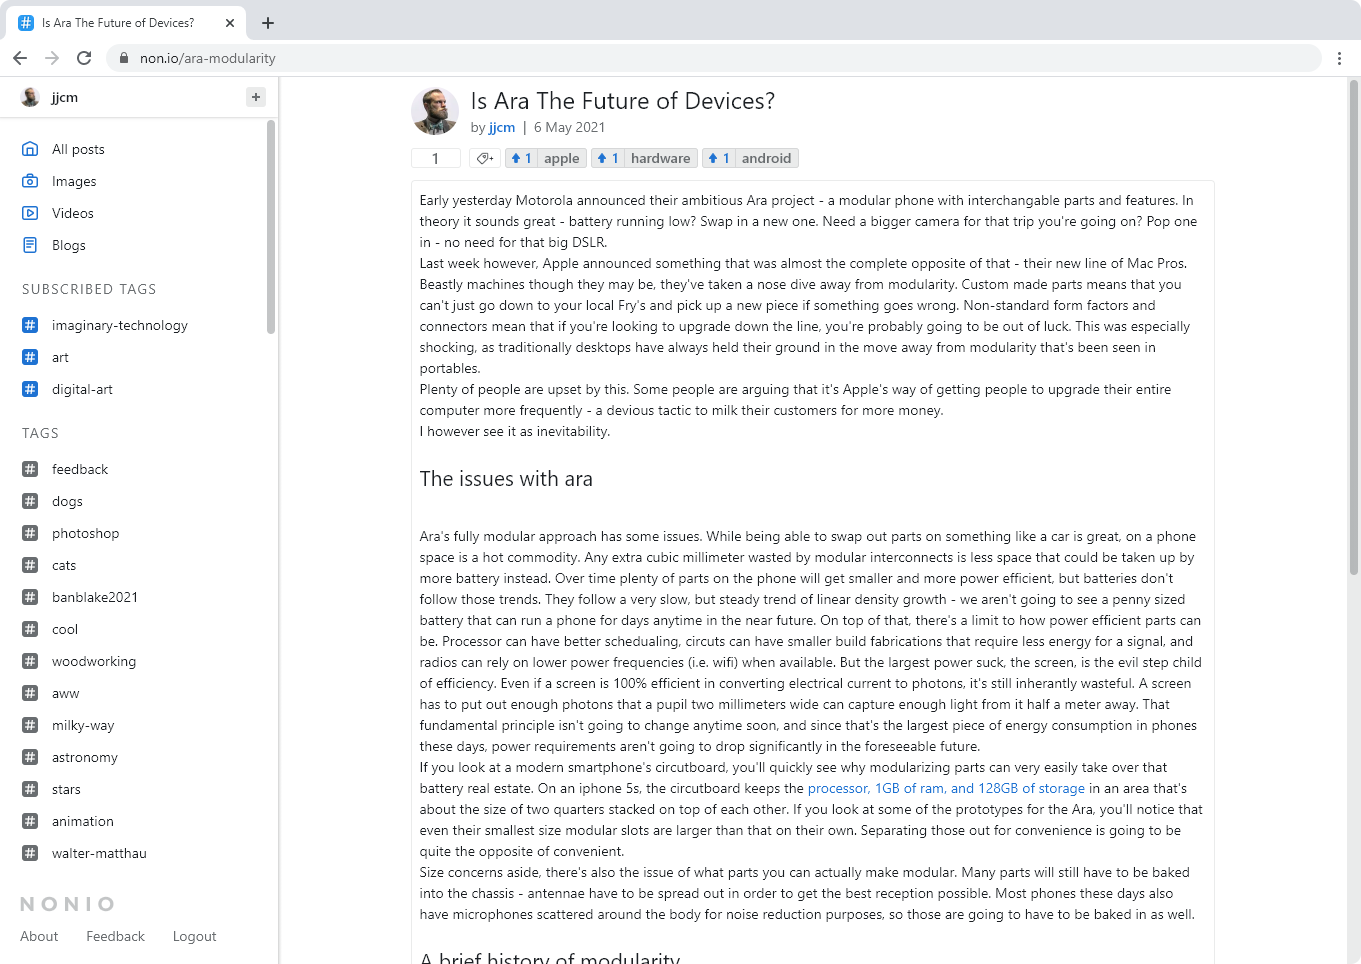 Is Ara The Future of Devices?
non.io/ara-modularity
jjcm
All posts
Images
Videos
Blogs
SUBSCRIBED TAGS
imaginary-technology
art
digital-art
TAGS
feedback
dogs
photoshop
cats
banblake2021
cool
woodworking
aww
milky-way
astronomy
stars
animation
walter-matthau
NONIO
About Feedback Logout
Is Ara The Future of Devices?
by jjcm | 6 May 2021
1 1 apple 1 hardware 1 android
Early yesterday Motorola announced their ambitious Ara project - a modular phone with interchangable parts and features. In
theory it sounds great - battery running low? Swap in a new one. Need a bigger camera for that trip you're going on? Pop one
in - no need for that big DSLR.
Last week however, Apple announced something that was almost the complete opposite of that - their new line of Mac Pros.
Beastly machines though they may be, they've taken a nose dive away from modularity. Custom made parts means that you
can't just go down to your local Fry's and pick up a new piece if something goes wrong. Non-standard form factors and
connectors mean that if you're looking to upgrade down the line, you're probably going to be out of luck. This was especially
shocking, as traditionally desktops have always held their ground in the move away from modularity that's been seen in
portables.
Plenty of people are upset by this. Some people are arguing that it's Apple's way of getting people to upgrade their entire
computer more frequently - a devious tactic to milk their customers for more money.
I however see it as inevitability.
The issues with ara
Ara's fully modular approach has some issues. While being able to swap out parts on something like a car is great, on a phone
space is a hot commodity. Any extra cubic millimeter wasted by modular interconnects is less space that could be taken up by
more battery instead. Over time plenty of parts on the phone will get smaller and more power efficient, but batteries don't
follow those trends. They follow a very slow, but steady trend of linear density growth - we aren't going to see a penny sized
battery that can run a phone for days anytime in the near future. On top of that, there's a limit to how power efficient parts can
be. Processor can have better schedualing, circuts can have smaller build fabrications that require less energy for a signal, and
radios can rely on lower power frequencies (i.e. wifi) when available. But the largest power suck, the screen, is the evil step child
of efficiency. Even if a screen is 100% efficient in converting electrical current to photons, it's still inherantly wasteful. A screen
has to put out enough photons that a pupil two millimeters wide can capture enough light from it half a meter away. That
fundamental principle isn't going to change anytime soon, and since that's the largest piece of energy consumption in phones
these days, power requirements aren't going to drop significantly in the foreseeable future.
If you look at a modern smartphone's circutboard, you'll quickly see why modularizing parts can very easily take over that
battery real estate. On an iphone 5s, the circutboard keeps the processor, 1GB of ram, and 128GB of storage in an area that's
about the size of two quarters stacked on top of each other. If you look at some of the prototypes for the Ara, you'll notice that
even their smallest size modular slots are larger than that on their own. Separating those out for convenience is going to be
quite the opposite of convenient.
Size concerns aside, there's also the issue of what parts you can actually make modular. Many parts will still have to be baked
into the chassis - antennae have to be spread out in order to get the best reception possible. Most phones these days also
have microphones scattered around the body for noise reduction purposes, so those are going to have to be baked in as well.
A brief history of modularity